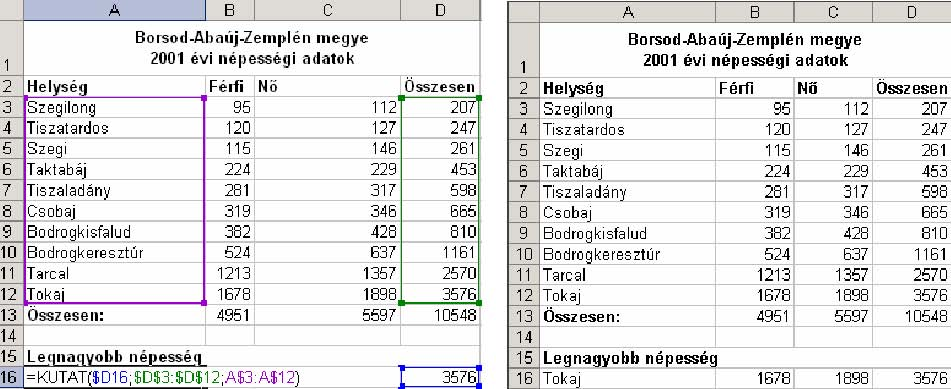 A B C D
1 Borsod-Abaúj-Zemplén megye
2001 évi népességi adatok
2 Helység Férfi Nő Összesen
3 Szegilong 95 112 207
4 Tiszatardos 120 127 247
5 Szegi 115 146 261
6 Taktabáj 224 229 453
7 Tiszaladány 281 317 598
8 Csobaj 319 346 665
9 Bodrogkisfalud 382 428 810
10 Bodrogkeresztúr 524 637 1161
11 Tarcal 1213 1357 2570
12 Tokaj 1678 1898 3576
13 Összesen: 4951 5597 10548
14
15 Legnagyobb népesség
16 =KUTAT($D16;$D$3:$D$12;A$3:A$12) 3576
A B C D
1 Borsod-Abaúj-Zemplén megye
2001 évi népességi adatok
2 Helység Férfi Nő Összesen
3 Szegilong 95 112 207
4 Tiszatardos 120 127 247
5 Szegi 115 146 261
6 Taktabáj 224 229 453
7 Tiszaladány 281 317 598
8 Csobaj 319 346 665
9 Bodrogkisfalud 382 428 810
10 Bodrogkeresztúr 524 637 1161
11 Tarcal 1213 1357 2570
12 Tokaj 1678 1898 3576
13 Összesen: 4951 5597 10548
14
15 Legnagyobb népesség
16 Tokaj 1678 1898 3576